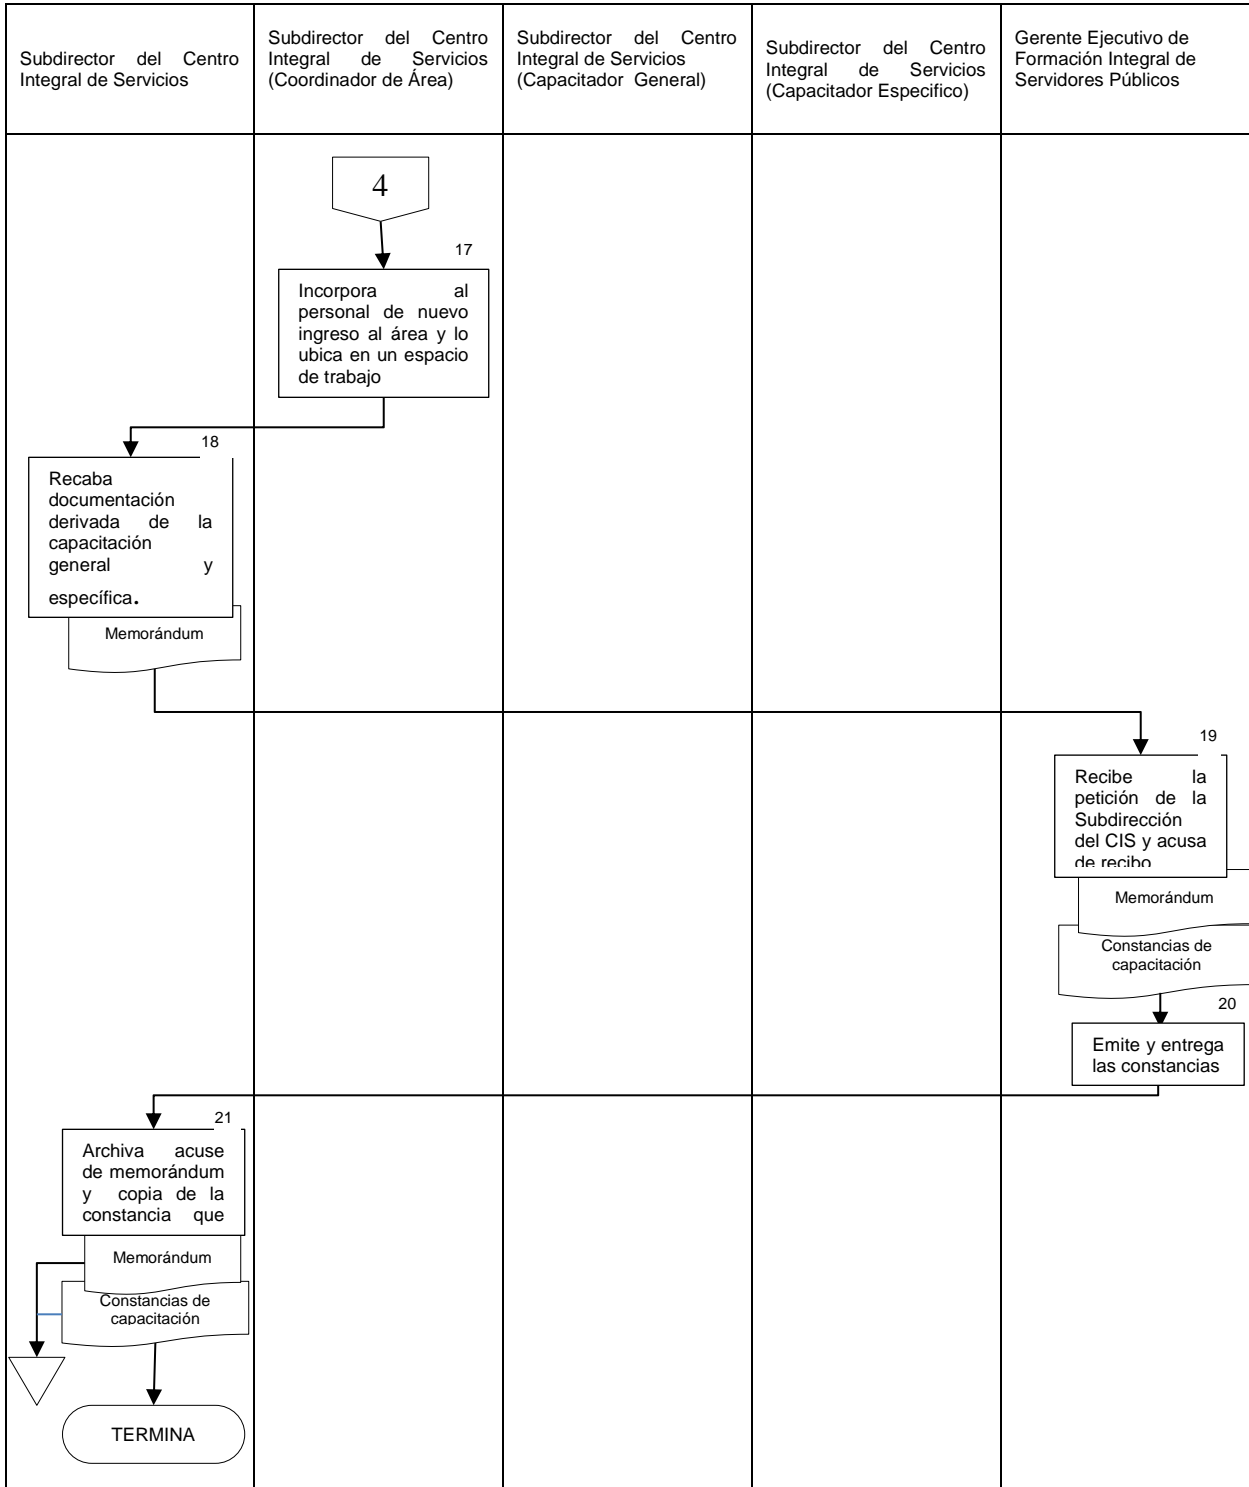 Subdirector del Centro
Integral de Servicios
Subdirector del Centro
Integral de Servicios
(Coordinador de Área)
Subdirector del Centro
Integral de Servicios
(Capacitador General)
Subdirector del Centro
Integral de Servicios
(Capacitador Especifico)
Gerente Ejecutivo de
Formación Integral de
Servidores Públicos
4
17
Incorpora al
personal de nuevo
ingreso al área y lo
ubica en un espacio
de trabajo
18
Recaba
documentación
derivada de la
capacitación
general y
específica.
Memorándum
19
Recibe la
petición de la
Subdirección
del CIS y acusa
de recibo
Memorándum
Constancias de
capacitación
20
Emite y entrega
las constancias
21
Archiva acuse
de memorándum
y copia de la
constancia que
Memorándum
Constancias de
capacitación
TERMINA